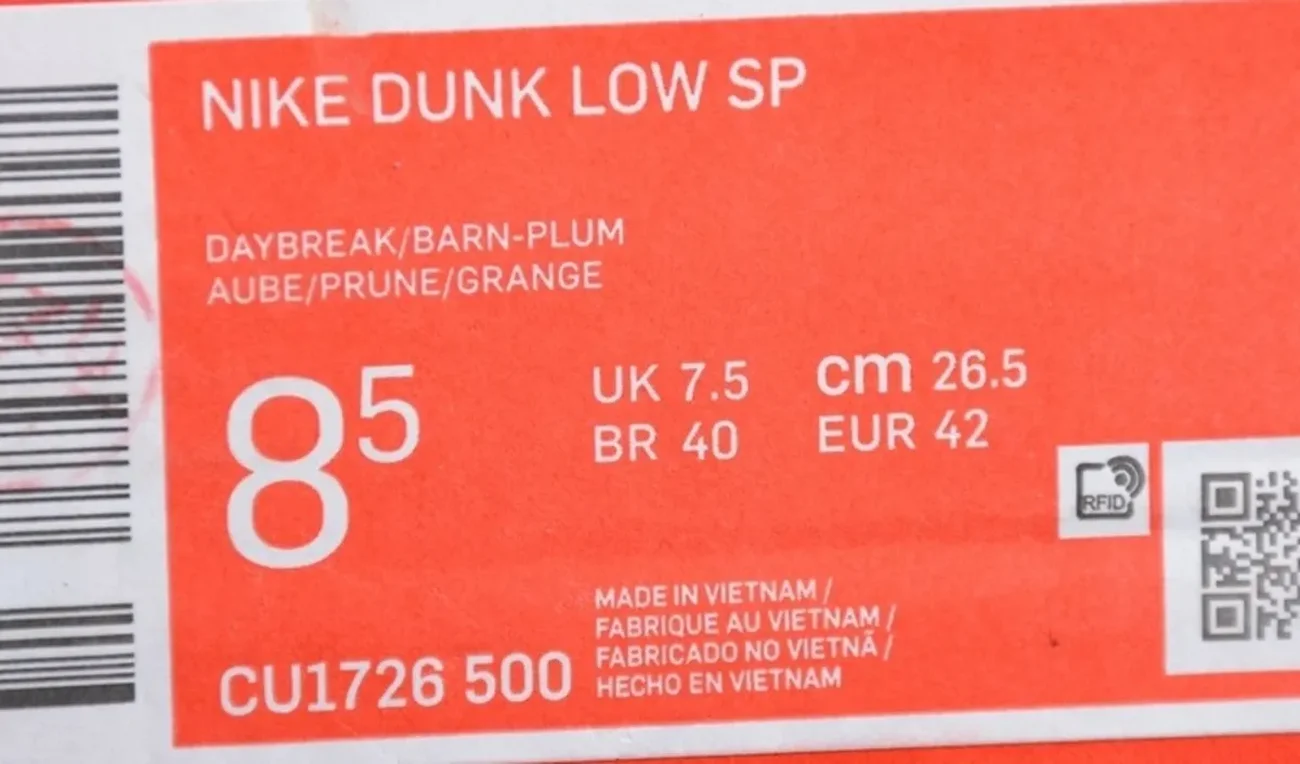 NIKE DUNK LOW SP
DAYBREAK/BARN-PLUM
AUBE/PRUNE/GRANGE
8⁵
UK 7.5 cm 26.5
BR 40 EUR 42
RFID
MADE IN VIETNAM /
FABRIQUE AU VIETNAM /
FABRICADO NO VIETNÃ /
HECHO EN VIETNAM
CU1726 500